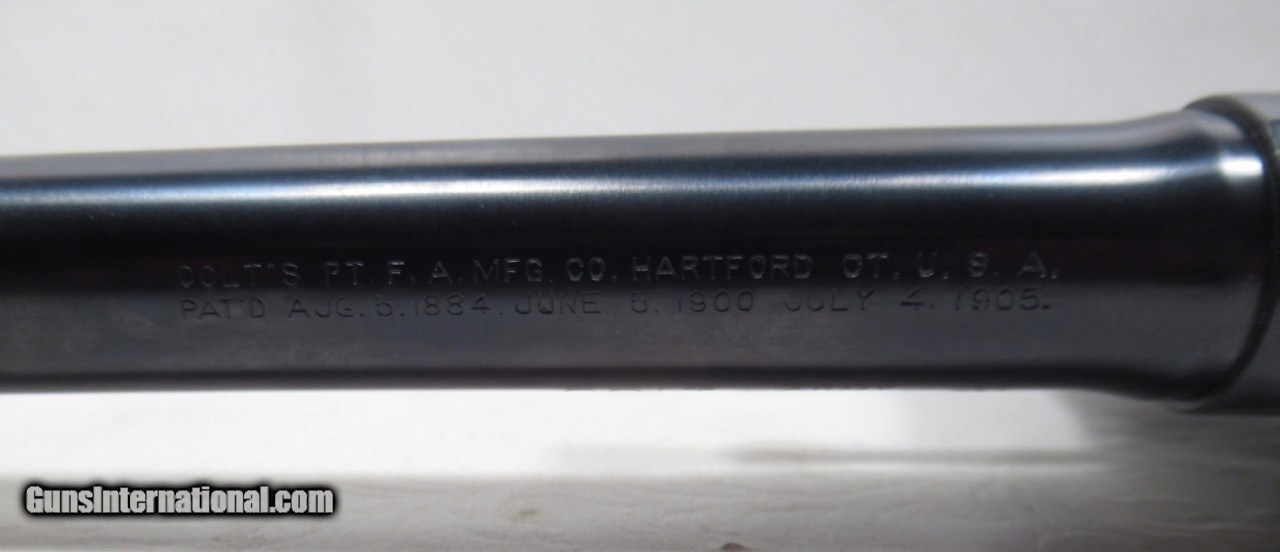 COLT'S PT. F. A. MFG. CO. HARTFORD CT. U. S. A.
PAT'D AUG. 5. 1884. JUNE 5. 1900 JULY 4. 1905.
GunsInternational.com